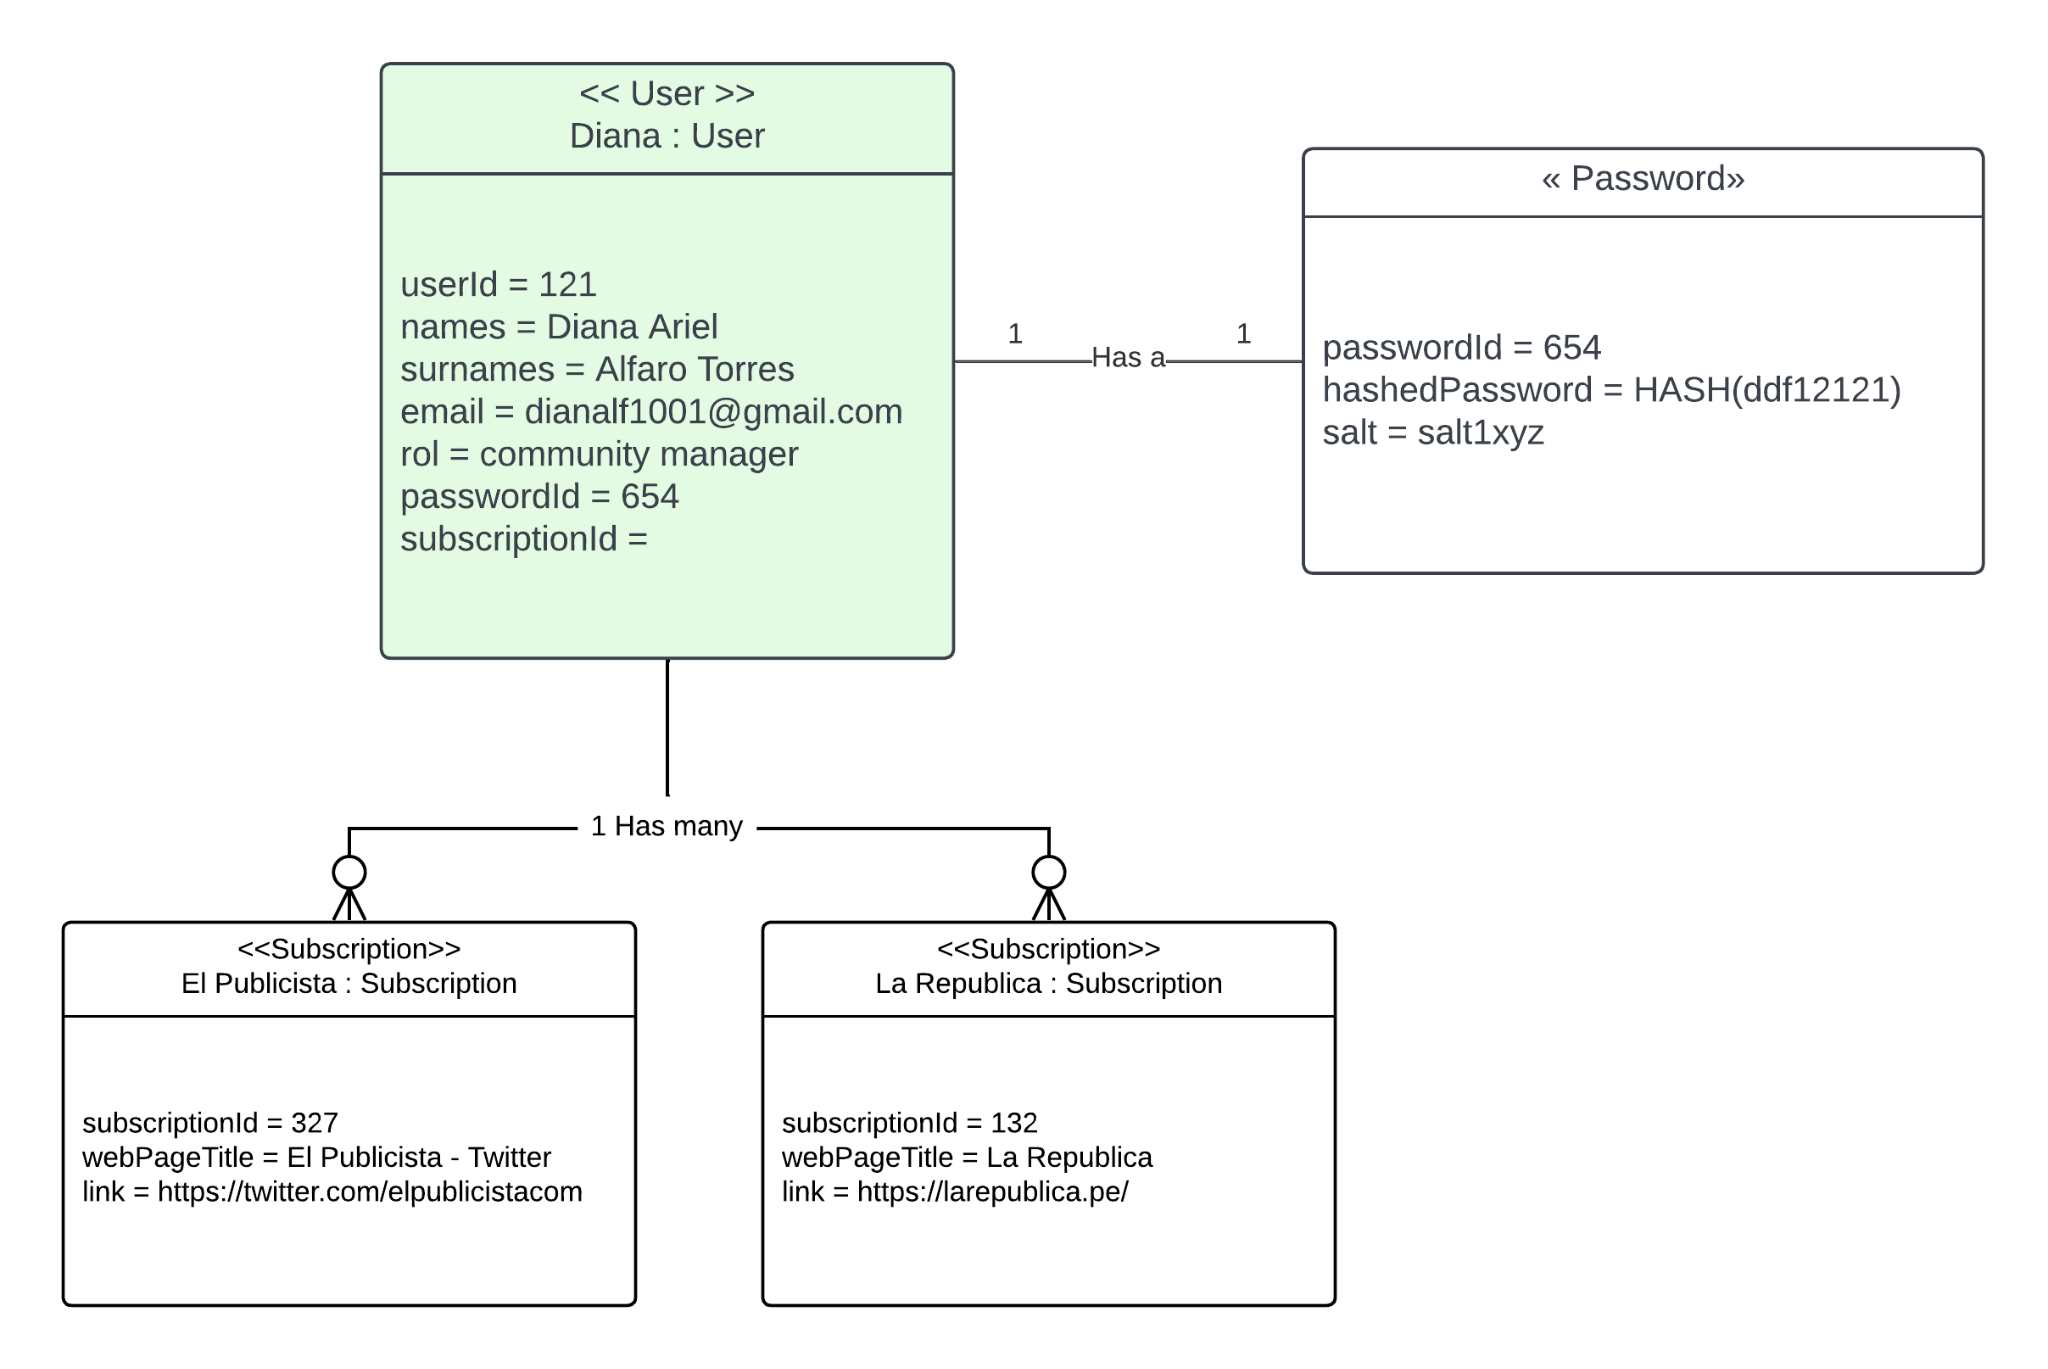 << User >>
Diana : User
userId = 121
names = Diana Ariel
surnames = Alfaro Torres
email = dianalf1001@gmail.com
rol = community manager
passwordId = 654
subscriptionId =
1
Has a
1
« Password»
passwordId = 654
hashedPassword = HASH(ddf12121)
salt = salt1xyz
1 Has many
<<Subscription>>
El Publicista : Subscription
subscriptionId = 327
webPageTitle = El Publicista - Twitter
link = https://twitter.com/elpublicistacom
<<Subscription>>
La Republica : Subscription
subscriptionId = 132
webPageTitle = La Republica
link = https://larepublica.pe/